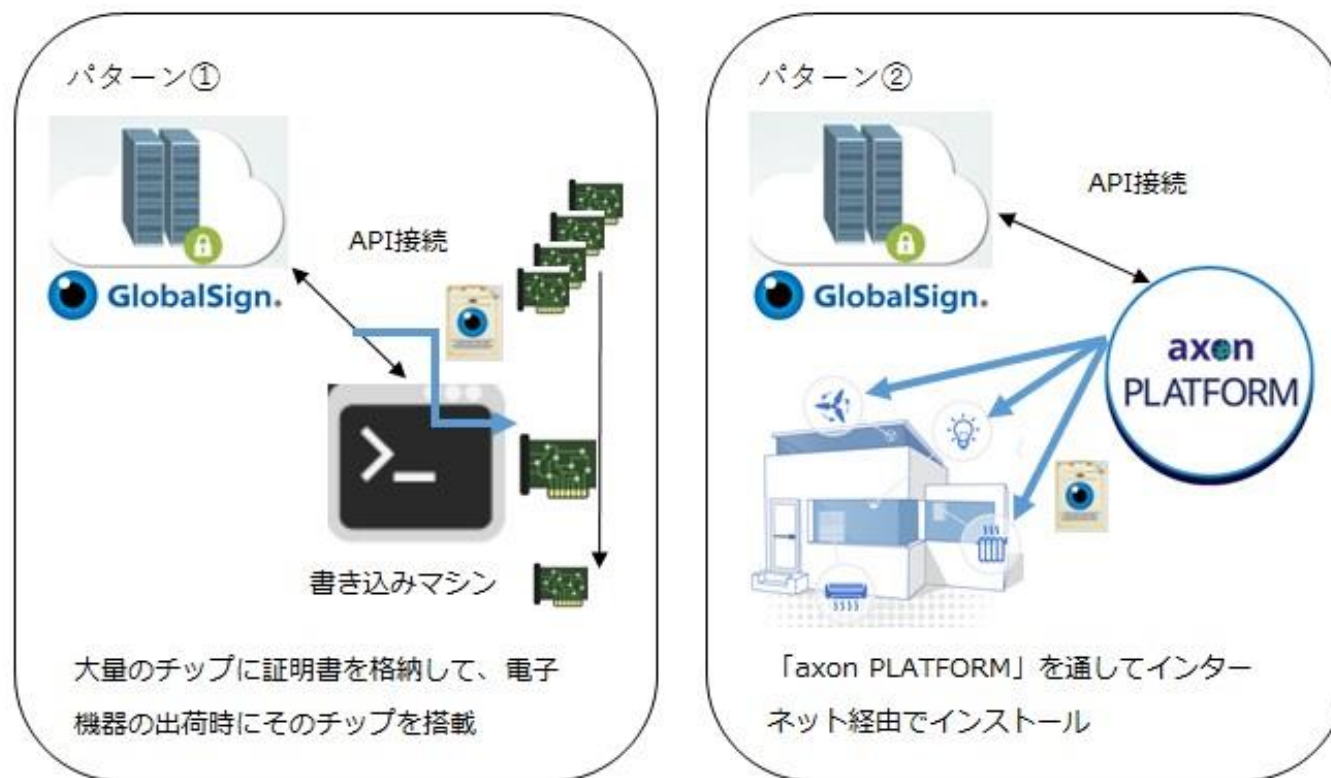 パターン①
API接続
GlobalSign.
>_
書き込みマシン
大量のチップに証明書を格納して、電子
機器の出荷時にそのチップを搭載
パターン②
API接続
GlobalSign.
axon
PLATFORM
「axon PLATFORM」を通してインター
ネット経由でインストール